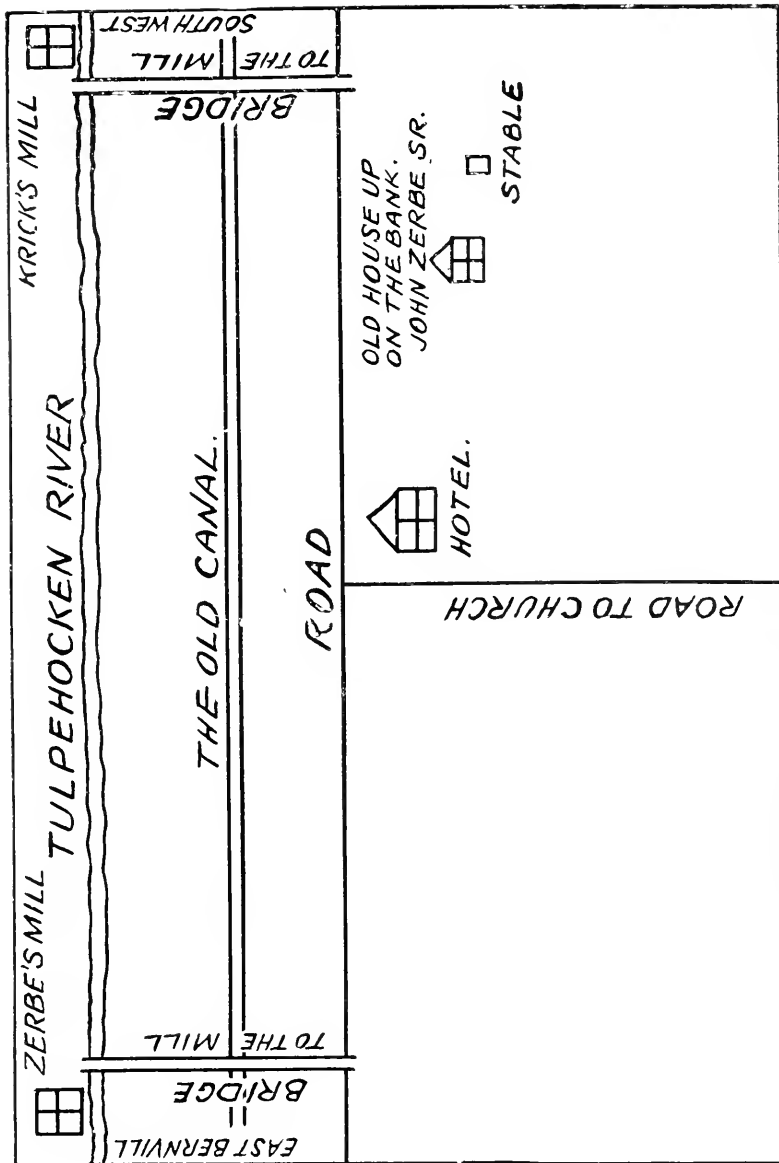 ZERBE'S MILL
KRICK'S MILL
TULPEHOCKEN RIVER
EAST BERNVILL
BRIDGE
TO THE MILL
THE OLD CANAL.
SOUTH WEST
TO THE MILL
BRIDGE
ROAD
HOTEL.
OLD HOUSE UP
ON THE BANK.
JOHN ZERBE SR.
STABLE
ROAD TO CHURCH